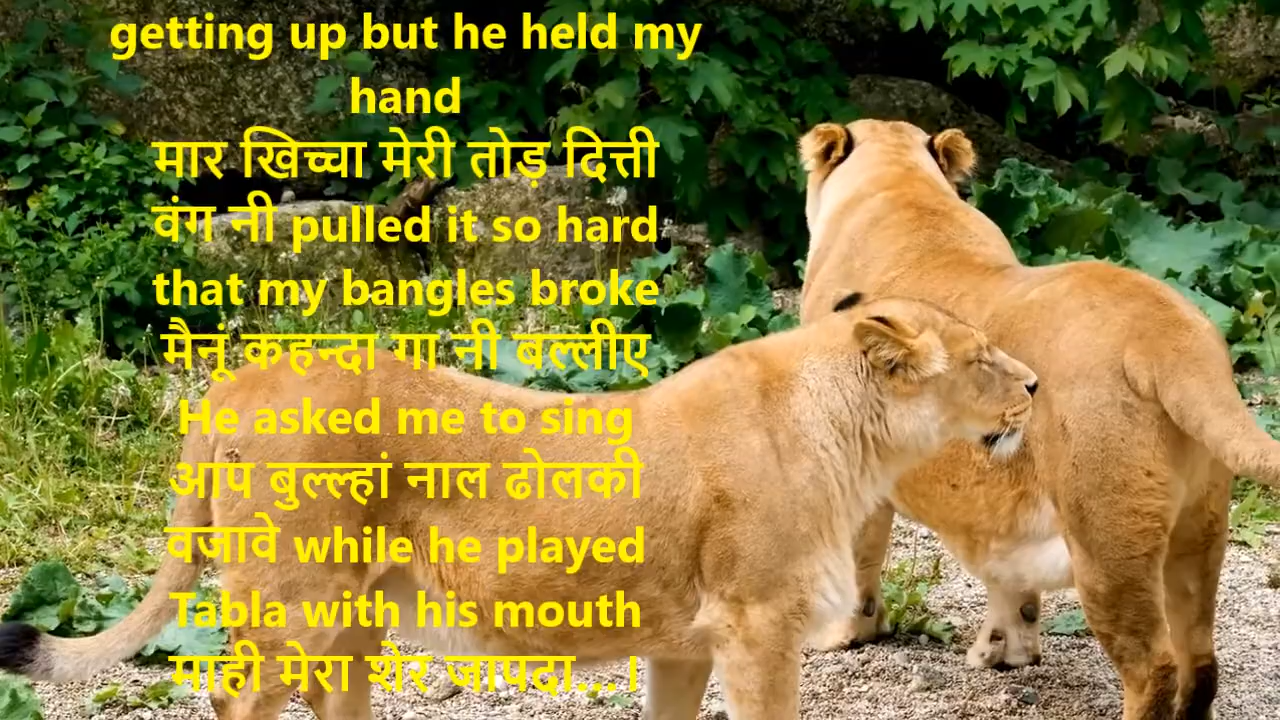 getting up but he held my
hand
मार खिच्चा मेरी तोड़ दित्ती
वंग नी pulled it so hard
that my bangles broke
मैनूं कहन्दा गा नी बल्लीए
He asked me to sing
आप बुल्ल्हां नाल ढोलकी
वजावे while he played
Tabla with his mouth
माही मेरा शेर जापदा...।